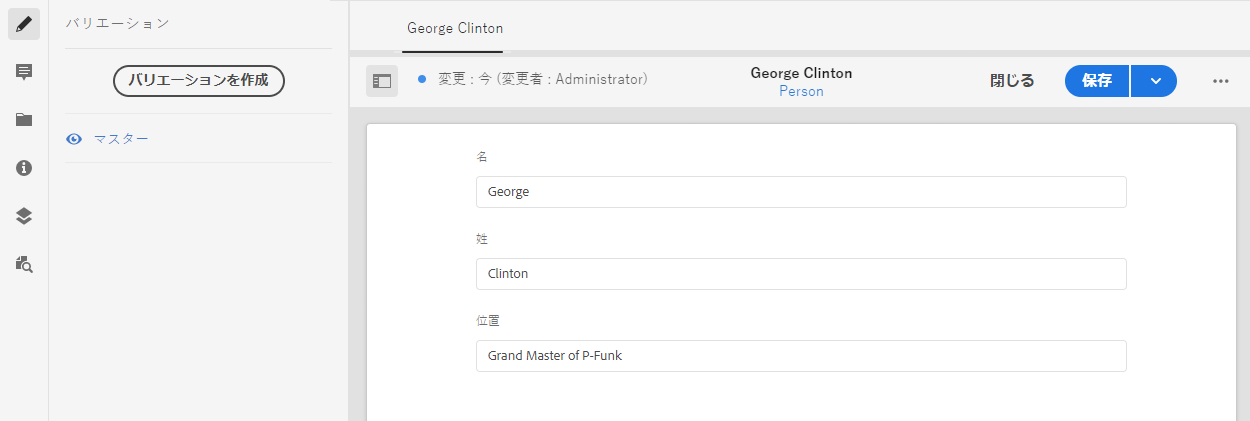 バリエーション
バリエーションを作成
マスター
George Clinton
変更 : 今 (変更者 : Administrator)
George Clinton
Person
閉じる
保存
名
George
姓
Clinton
位置
Grand Master of P-Funk